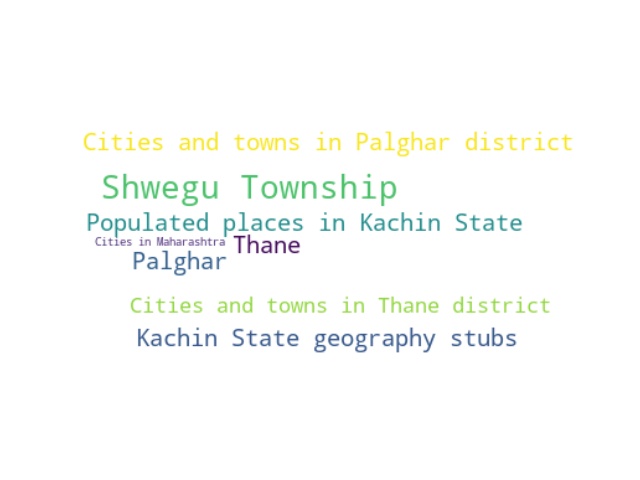 Cities and towns in Palghar district
Shwegu Township
Populated places in Kachin State
Cities in Maharashtra
Thane
Palghar
Cities and towns in Thane district
Kachin State geography stubs